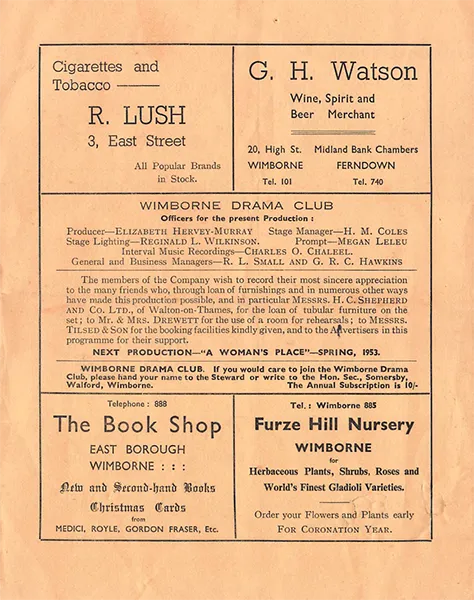 Cigarettes and
Tobacco ——
R. LUSH
3, East Street
All Popular Brands
in Stock.
G. H. Watson
Wine, Spirit and
Beer Merchant
20, High St. Midland Bank Chambers
WIMBORNE FERNDOWN
Tel. 101 Tel. 740
WIMBORNE DRAMA CLUB
Officers for the present Production :
Producer—ELIZABETH HERVEY-MURRAY Stage Manager—H. M. COLES
Stage Lighting—REGINALD L. WILKINSON. Prompt—MEGAN LELEU
Interval Music Recordings—CHARLES O. CHALEEL.
General and Business Managers—R. L. SMALL AND G. R. C. HAWKINS
The members of the Company wish to record their most sincere appreciation
to the many friends who, through loan of furnishings and in numerous other ways
have made this production possible, and in particular MESSRS. H. C. SHEPHERD
AND CO. LTD., of Walton-on-Thames, for the loan of tubular furniture on the
set ; to Mr. & MRS. DREWETT for the use of a room for rehearsals ; to MESSRS.
TILSED & SON for the booking facilities kindly given, and to the Advertisers in this
programme for their support.
NEXT PRODUCTION—"A WOMAN'S PLACE"—SPRING, 1953.
WIMBORNE DRAMA CLUB. If you would care to join the Wimborne Drama
Club, please hand your name to the Steward or write to the Hon. Sec., Somersby,
Walford, Wimborne. The Annual Subscription is 10/-
Telephone : 888
The Book Shop
EAST BOROUGH
WIMBORNE : : :
New and Second-hand Books
Christmas Cards
from
MEDICI, ROYLE, GORDON FRASER, Etc.
Tel. : Wimborne 885
Furze Hill Nursery
WIMBORNE
for
Herbaceous Plants, Shrubs, Roses and
World's Finest Gladioli Varieties.
Order your Flowers and Plants early
FOR CORONATION YEAR.